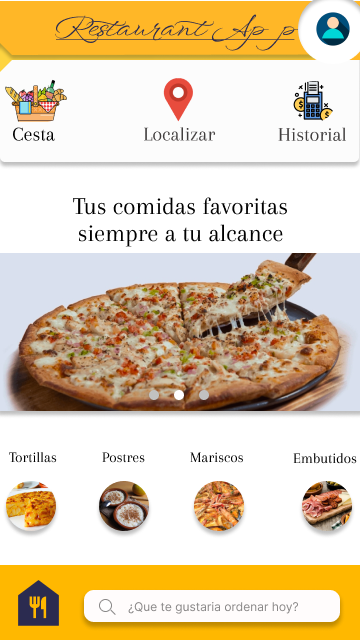 Restaurant App
Cesta
Localizar
Historial
Tus comidas favoritas
siempre a tu alcance
Tortillas
Postres
Mariscos
Embutidos
¿Que te gustaria ordenar hoy?